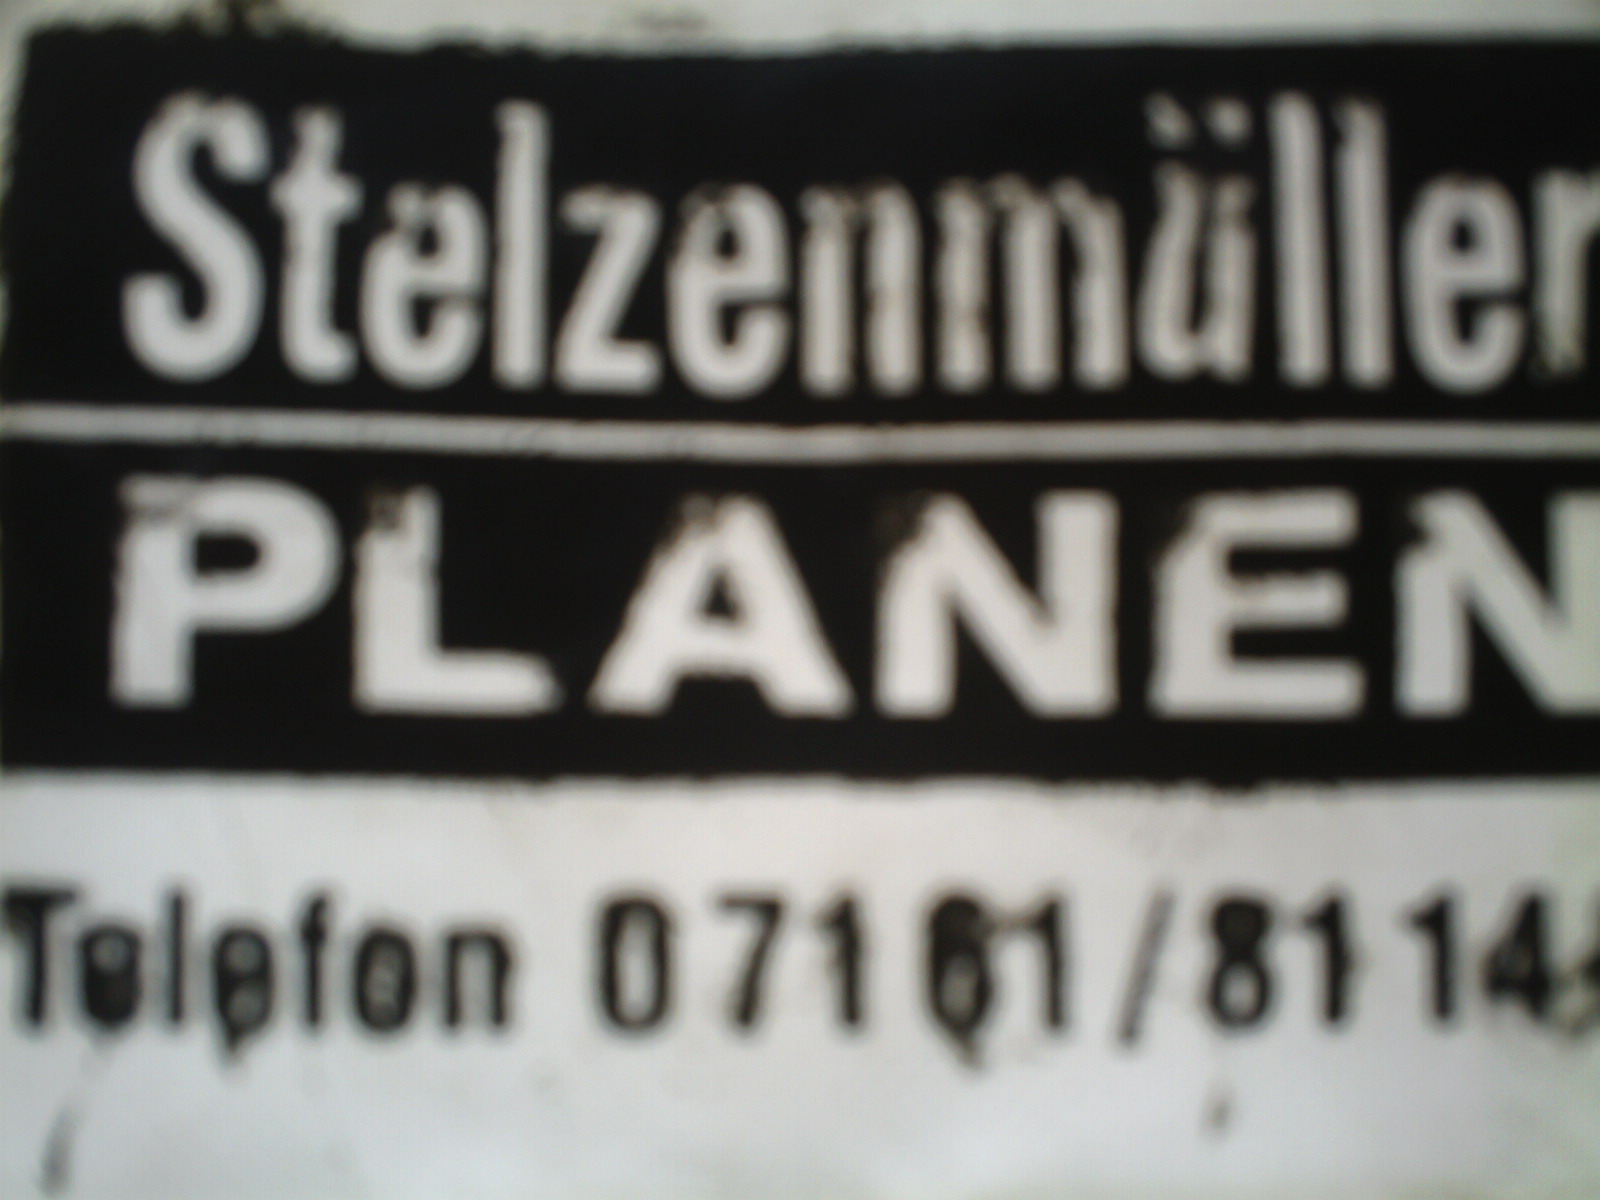 Stelzenmüller
PLANEN
Telefon 07161/8114